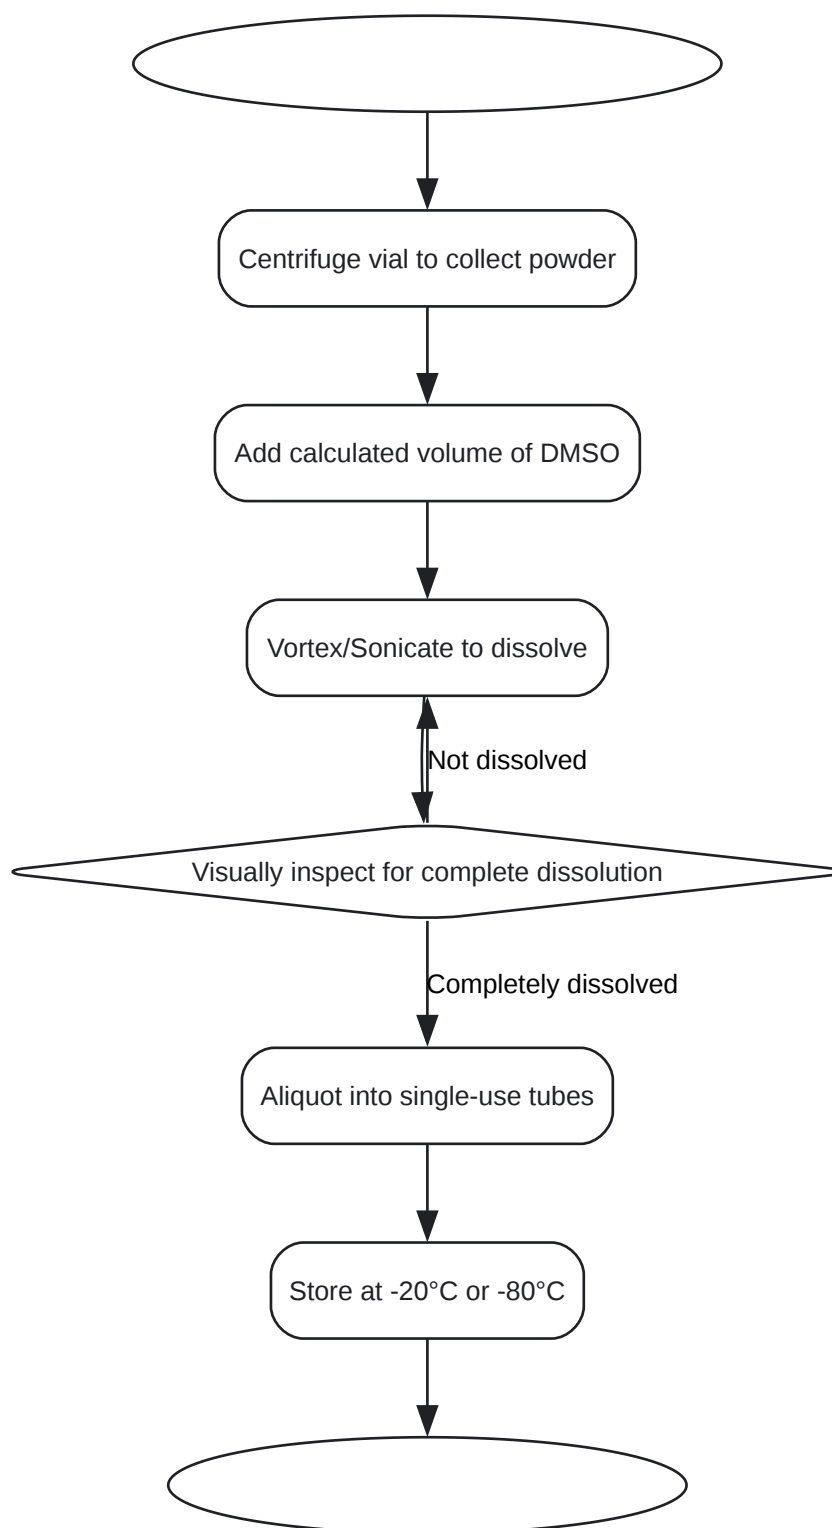 Centrifuge vial to collect powder
Add calculated volume of DMSO
Vortex/Sonicate to dissolve
Not dissolved
Visually inspect for complete dissolution
Completely dissolved
Aliquot into single-use tubes
Store at -20°C or -80°C